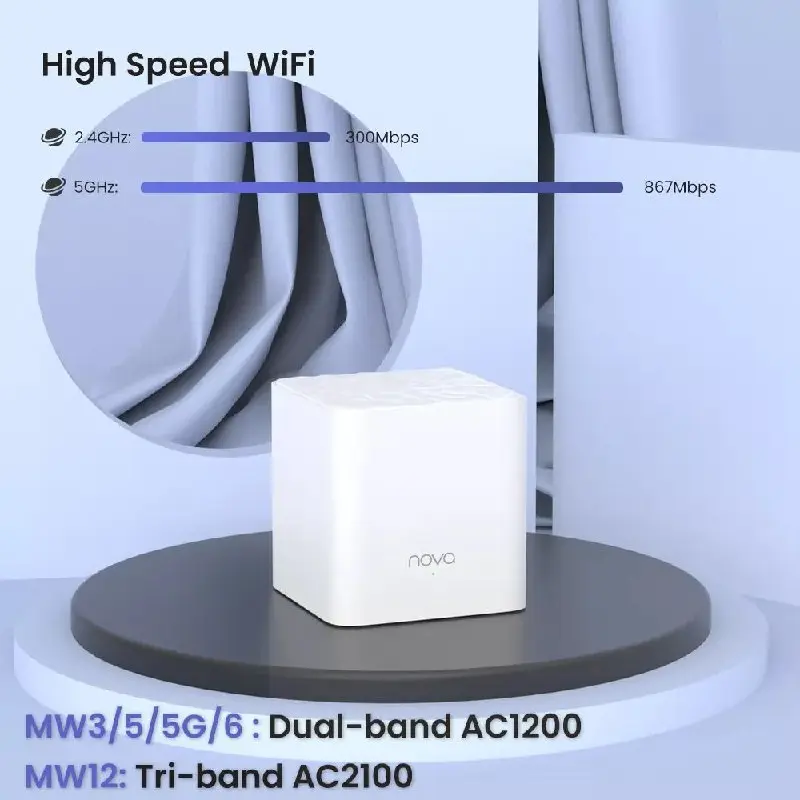 High Speed WiFi
2.4GHz: 300Mbps
5GHz: 867Mbps
nova
MW3/5/5G/6 : Dual-band AC1200
MW12: Tri-band AC2100